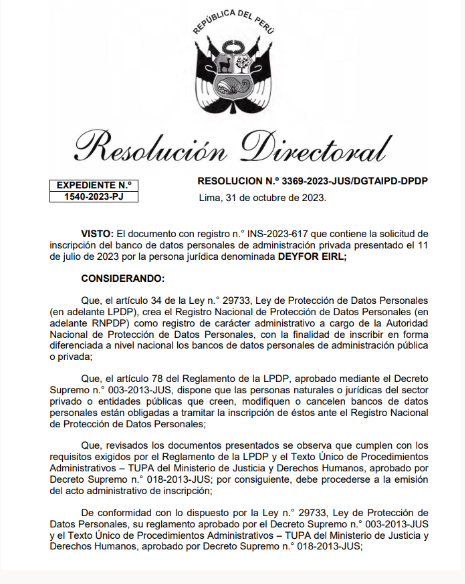 REPÚBLICA DEL PERÚ
Resolución Directoral
EXPEDIENTE N.º
1540-2023-PJ
RESOLUCION N.º 3369-2023-JUS/DGTAIPD-DPDP
Lima, 31 de octubre de 2023.
VISTO: El documento con registro n.° INS-2023-617 que contiene la solicitud de
inscripción del banco de datos personales de administración privada presentado el 11
de julio de 2023 por la persona jurídica denominada DEYFOR EIRL;
CONSIDERANDO:
Que, el artículo 34 de la Ley n.° 29733, Ley de Protección de Datos Personales
(en adelante LPDP), crea el Registro Nacional de Protección de Datos Personales (en
adelante RNPDP) como registro de carácter administrativo a cargo de la Autoridad
Nacional de Protección de Datos Personales, con la finalidad de inscribir en forma
diferenciada a nivel nacional los bancos de datos personales de administración pública
o privada;
Que, el artículo 78 del Reglamento de la LPDP, aprobado mediante el Decreto
Supremo n.° 003-2013-JUS, dispone que las personas naturales o jurídicas del sector
privado o entidades públicas que creen, modifiquen o cancelen bancos de datos
personales están obligadas a tramitar la inscripción de éstos ante el Registro Nacional
de Protección de Datos Personales;
Que, revisados los documentos presentados se observa que cumplen con los
requisitos exigidos por el Reglamento de la LPDP y el Texto Único de Procedimientos
Administrativos – TUPA del Ministerio de Justicia y Derechos Humanos, aprobado por
Decreto Supremo n.° 018-2013-JUS; por consiguiente, debe procederse a la emisión
del acto administrativo de inscripción;
De conformidad con lo dispuesto por la Ley n.° 29733, Ley de Protección de
Datos Personales, su reglamento aprobado por el Decreto Supremo n.° 003-2013-JUS
y el Texto Único de Procedimientos Administrativos – TUPA del Ministerio de Justicia y
Derechos Humanos, aprobado por Decreto Supremo n.° 018-2013-JUS;